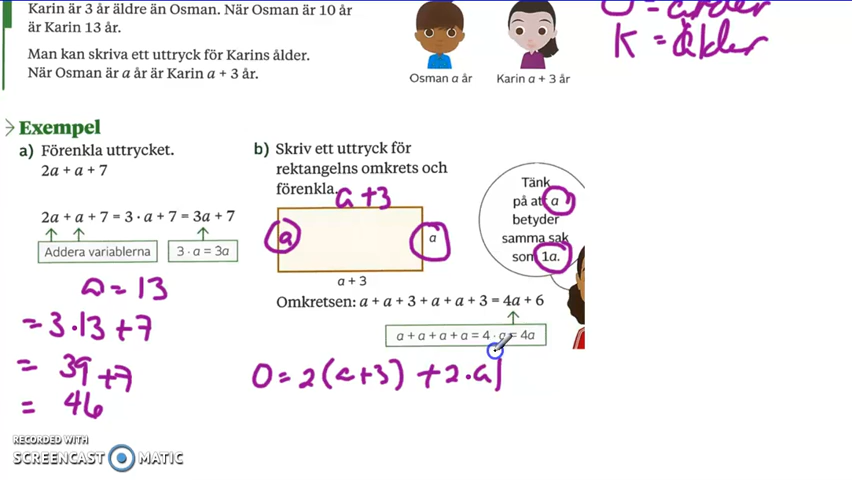 Karin är 3 år äldre än Osman. När Osman är 10 år
är Karin 13 år.
Man kan skriva ett uttryck för Karins ålder.
När Osman är a år är Karin a + 3 år.
Osman a år
Karin a + 3 år
O = ålder
K = ålder
Exempel
a) Förenkla uttrycket.
2a + a + 7
2a + a + 7 = 3 · a + 7 = 3a + 7
Addera variablerna
3 · a = 3a
a = 13
= 3·13 + 7
= 39 + 7
= 46
b) Skriv ett uttryck för
rektangelns omkrets och
förenkla.
a + 3
a
a
a + 3
Omkretsen: a + a + 3 + a + a + 3 = 4a + 6
a + a + a + a = 4 · a = 4a
O = 2(a+3) + 2·a
Tänk
på att a
betyder
samma sak
som 1a.
RECORDED WITH
SCREENCAST MATIC